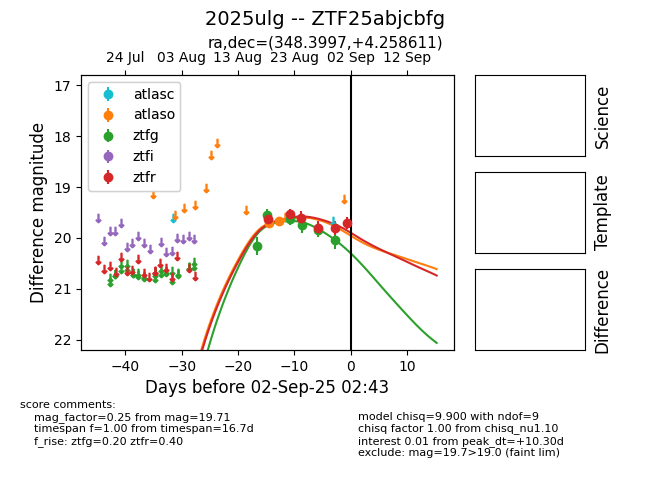 2025ulg -- ZTF25abjcbfg
ra,dec=(348.3997,+4.258611)
24 Jul 03 Aug 13 Aug 23 Aug 02 Sep 12 Sep
17
18
19
20
21
22
Difference magnitude
atlasc
atlaso
ztfg
ztfi
ztfr
−40 −30 −20 −10 0 10
Days before 02-Sep-25 02:43
Science
Template
Difference
score comments:
mag_factor=0.25 from mag=19.71
timespan f=1.00 from timespan=16.7d
f_rise: ztfg=0.20 ztfr=0.40
model chisq=9.900 with ndof=9
chisq factor 1.00 from chisq_nu1.10
interest 0.01 from peak_dt=+10.30d
exclude: mag=19.7>19.0 (faint lim)